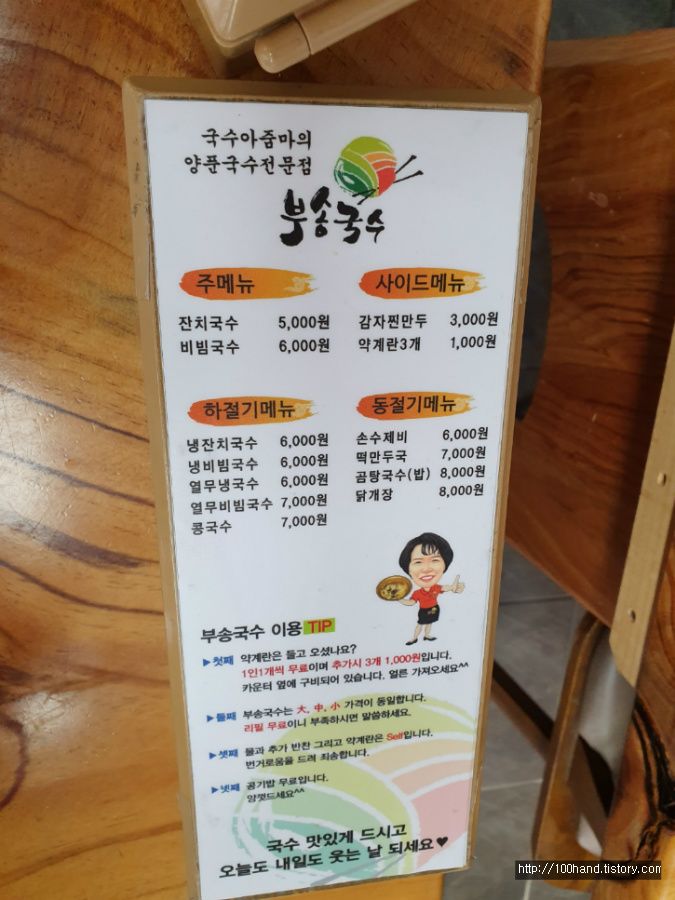 국수아줌마의
양푼국수전문점
부송국수
주메뉴
잔치국수 5,000원
비빔국수 6,000원
사이드메뉴
감자찐만두 3,000원
약계란3개 1,000원
하절기메뉴
냉잔치국수 6,000원
냉비빔국수 6,000원
열무냉국수 6,000원
열무비빔국수 7,000원
콩국수 7,000원
동절기메뉴
손수제비 6,000원
떡만두국 7,000원
곰탕국수(밥) 8,000원
닭개장 8,000원
부송국수 이용 TIP
▶첫째 약계란은 들고 오셨나요?
1인1개씩 무료이며 추가시 3개 1,000원입니다.
카운터 옆에 구비되어 있습니다. 얼른 가져오세요^^
▶둘째 부송국수는 大, 中, 小 가격이 동일합니다.
리필 무료이니 부족하시면 말씀하세요.
▶셋째 물과 추가 반찬 그리고 약계란은 Self입니다.
번거로움을 드려 죄송합니다.
▶넷째 공기밥 무료입니다.
맘껏드세요^^
국수 맛있게 드시고
오늘도 내일도 웃는 날 되세요♥
http://100hand.tistory.com